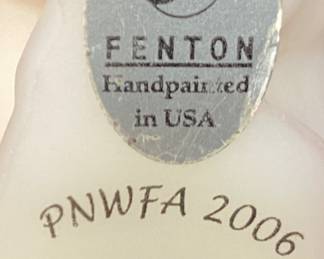 FENTON
Handpainted
in USA
PNWFA 2006